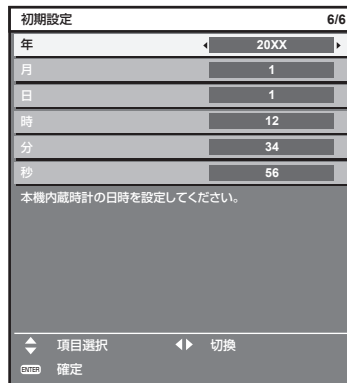 初期設定 6/6
年 20XX
月 1
日 1
時 12
分 34
秒 56
本機内蔵時計の日時を設定してください。
項目選択 切換
ENTER 確定